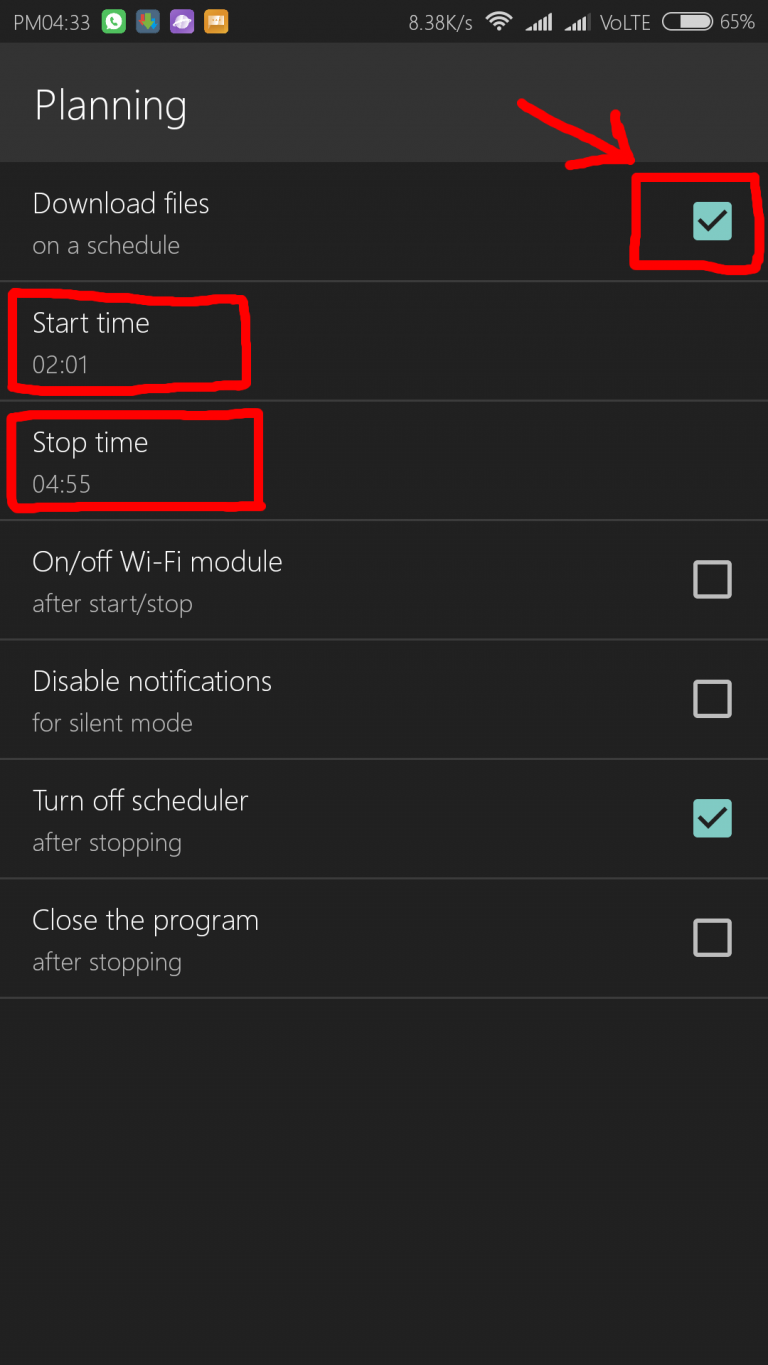 PM04:33 8.38K/s VoLTE 65%
Planning
Download files
on a schedule
Start time
02:01
Stop time
04:55
On/off Wi-Fi module
after start/stop
Disable notifications
for silent mode
Turn off scheduler
after stopping
Close the program
after stopping